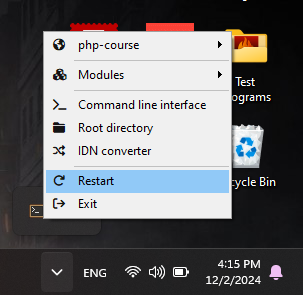 php-course
Modules
Command line interface
Root directory
IDN converter
Restart
Exit
Test
ograms
cycle Bin
ENG
4:15 PM
12/2/2024